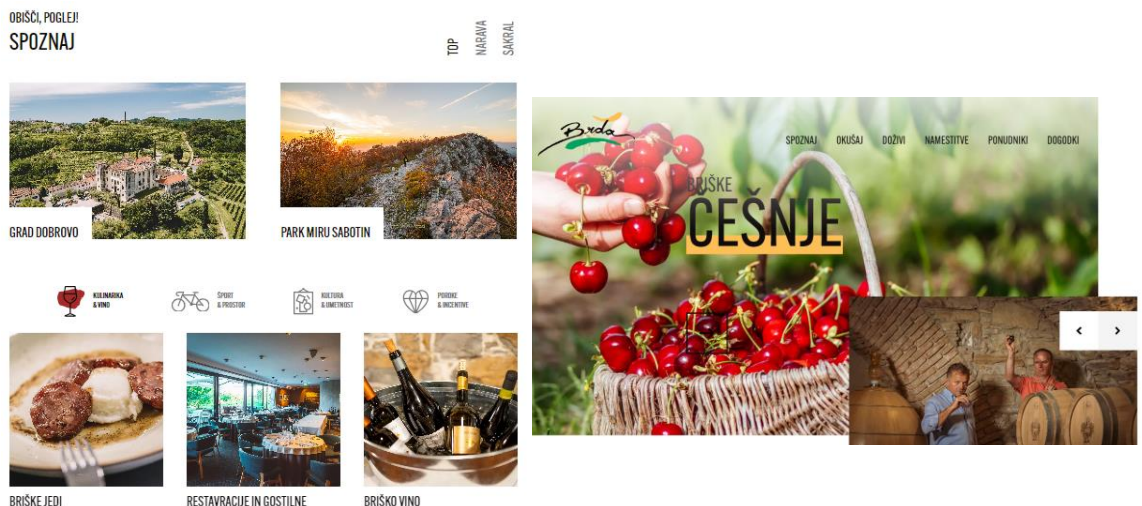 OBIŠČI, POGLEJ!
SPOZNAJ
TOP
NARAVA
SAKRAL
GRAD DOBROVO
PARK MIRU SABOTIN
KULINARIKA
& VINO
ŠPORT
& PROSTOR
KULTURA
& UMETNOST
POROKE
& INCENTIVE
BRIŠKE JEDI
RESTAVRACIJE IN GOSTILNE
BRIŠKO VINO
Brda
SPOZNAJ OKUŠAJ DOŽIVI NAMESTITVE PONUDNIKI DOGODKI
BRIŠKE
ČEŠNJE